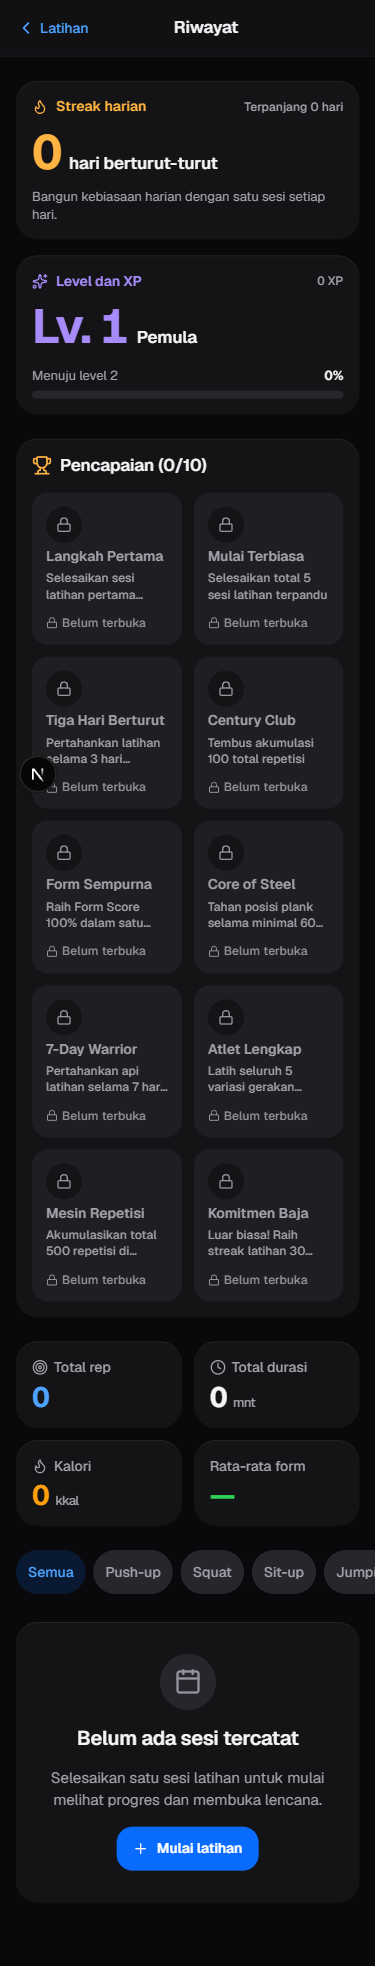 Latihan
Riwayat
Streak harian
Terpanjang 0 hari
0 hari berturut-turut
Bangun kebiasaan harian dengan satu sesi setiap
hari.
Level dan XP
0 XP
Lv. 1 Pemula
Menuju level 2
0%
Pencapaian (0/10)
Langkah Pertama
Selesaikan sesi
latihan pertama...
Belum terbuka
Mulai Terbiasa
Selesaikan total 5
sesi latihan terpandu
Belum terbuka
Tiga Hari Berturut
Pertahankan latihan
selama 3 hari...
Belum terbuka
Century Club
Tembus akumulasi
100 total repetisi
Belum terbuka
Form Sempurna
Raih Form Score
100% dalam satu...
Belum terbuka
Core of Steel
Tahan posisi plank
selama minimal 60...
Belum terbuka
7-Day Warrior
Pertahankan api
latihan selama 7 har...
Belum terbuka
Atlet Lengkap
Latih seluruh 5
variasi gerakan...
Belum terbuka
Mesin Repetisi
Akumulasikan total
500 repetisi di...
Belum terbuka
Komitmen Baja
Luar biasa! Raih
streak latihan 30...
Belum terbuka
Total rep
0
Total durasi
0 mnt
Kalori
0 kkal
Rata-rata form
—
Semua
Push-up
Squat
Sit-up
Jumpi
Belum ada sesi tercatat
Selesaikan satu sesi latihan untuk mulai
melihat progres dan membuka lencana.
+ Mulai latihan